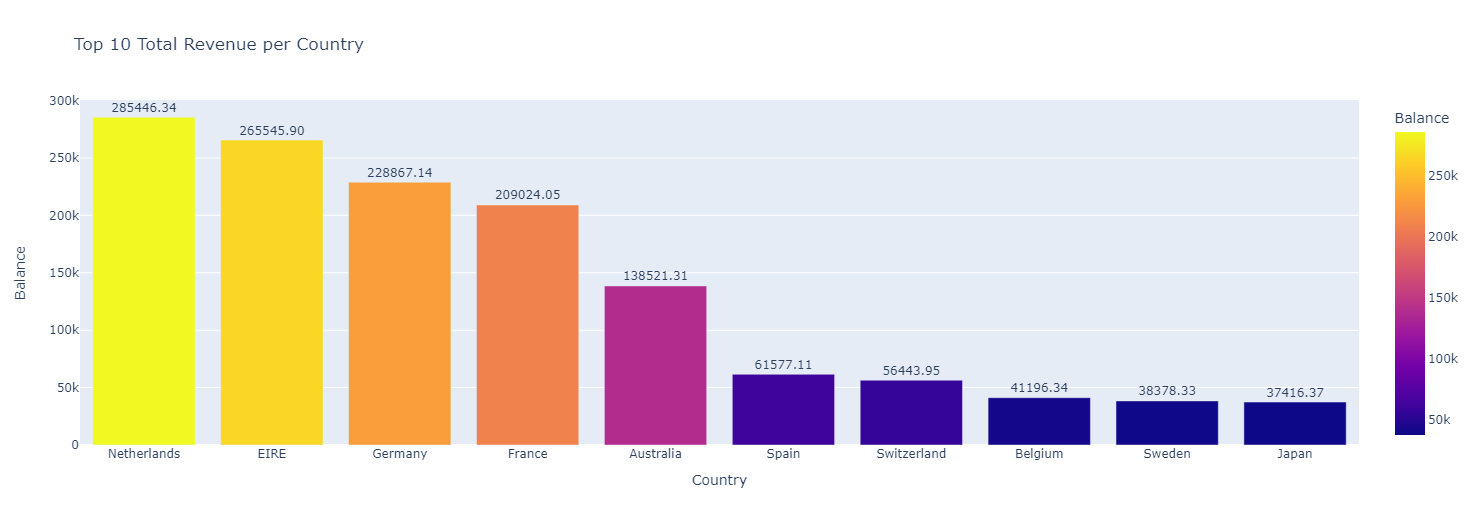 Top 10 Total Revenue per Country
300k
250k
200k
150k
100k
50k
0
Balance
285446.34
265545.90
228867.14
209024.05
138521.31
61577.11
56443.95
41196.34
38378.33
37416.37
Netherlands
EIRE
Germany
France
Australia
Spain
Switzerland
Belgium
Sweden
Japan
Country
Balance
250k
200k
150k
100k
50k